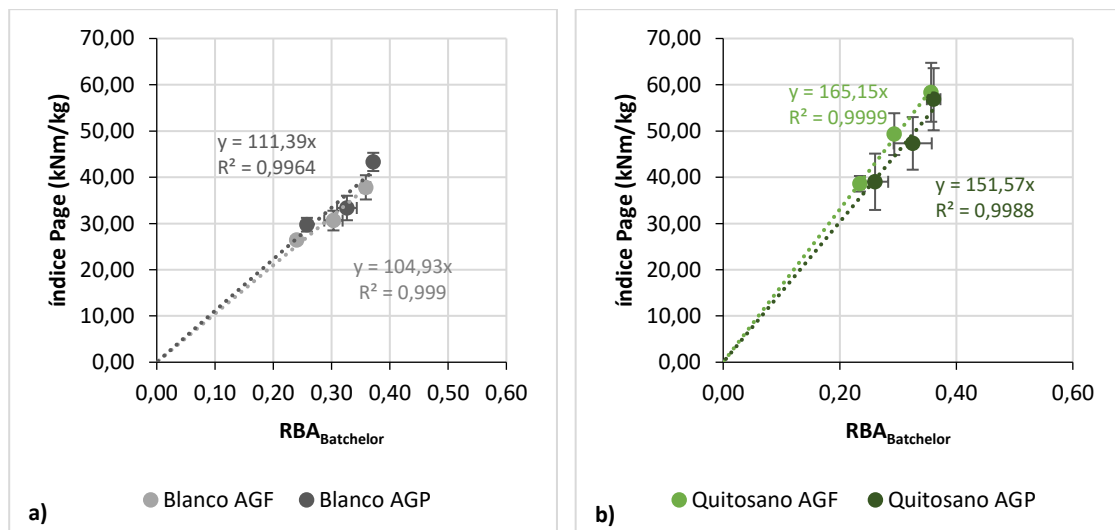 70,00
60,00
50,00
40,00
30,00
20,00
10,00
0,00
índice Page (kNm/kg)
y = 111,39x
R² = 0,9964
y = 104,93x
R² = 0,999
0,00 0,10 0,20 0,30 0,40 0,50 0,60
RBA Batchelor
Blanco AGF Blanco AGP
a)
70,00
60,00
50,00
40,00
30,00
20,00
10,00
0,00
índice Page (kNm/kg)
y = 165,15x
R² = 0,9999
y = 151,57x
R² = 0,9988
0,00 0,20 0,40 0,60
RBA Batchelor
Quitosano AGF Quitosano AGP
b)